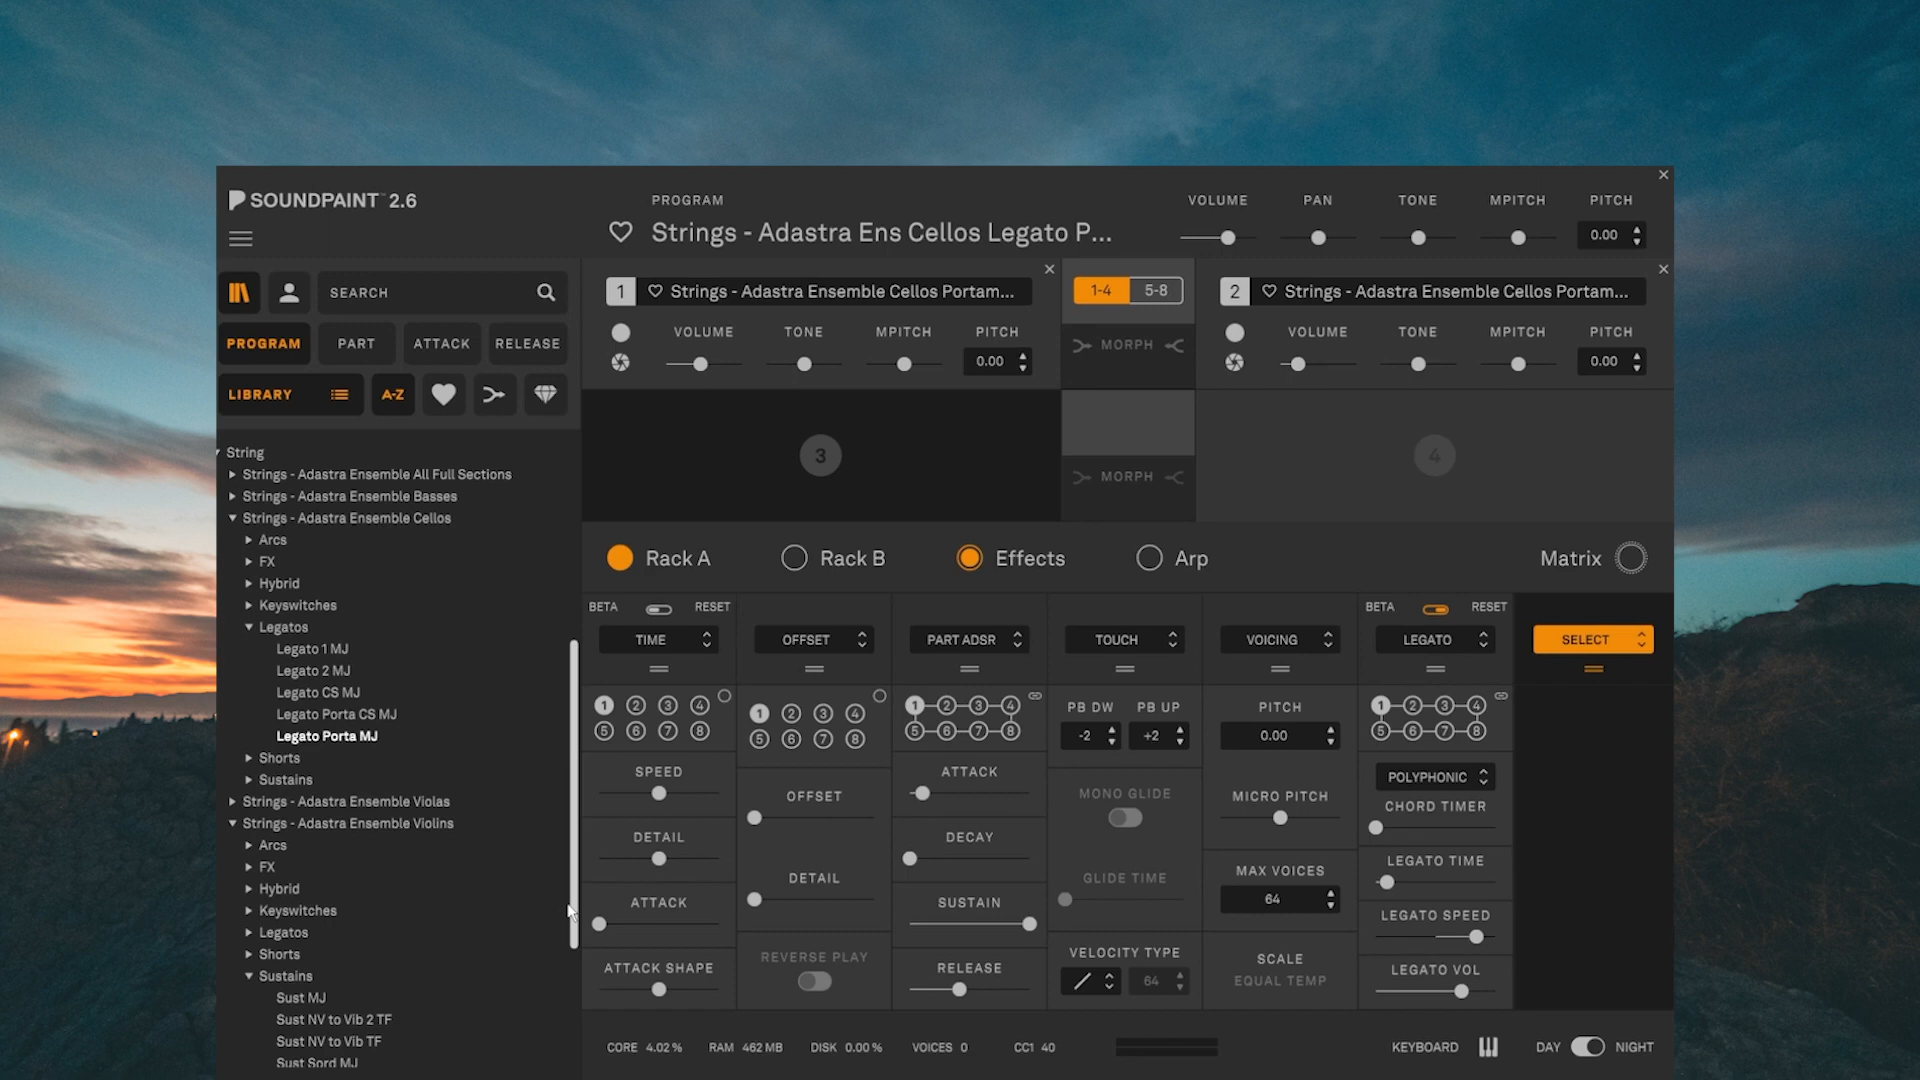 SOUNDPAINT™ 2.6
PROGRAM
Strings - Adastra Ens Cellos Legato P...
VOLUME PAN TONE MPITCH PITCH
0.00
SEARCH
PROGRAM PART ATTACK RELEASE
LIBRARY A-Z
1 Strings - Adastra Ensemble Cellos Portam...
VOLUME TONE MPITCH PITCH
0.00
1-4 5-8
MORPH
2 Strings - Adastra Ensemble Cellos Portam...
VOLUME TONE MPITCH PITCH
0.00
3
MORPH
4
String
Strings - Adastra Ensemble All Full Sections
Strings - Adastra Ensemble Basses
Strings - Adastra Ensemble Cellos
Arcs
FX
Hybrid
Keyswitches
Legatos
Legato 1 MJ
Legato 2 MJ
Legato CS MJ
Legato Porta CS MJ
Legato Porta MJ
Shorts
Sustains
Strings - Adastra Ensemble Violas
Strings - Adastra Ensemble Violins
Arcs
FX
Hybrid
Keyswitches
Legatos
Shorts
Sustains
Sust MJ
Sust NV to Vib 2 TF
Sust NV to Vib TF
Sust Sord MJ
Rack A Rack B Effects Arp Matrix
BETA RESET
TIME
1 2 3 4
5 6 7 8
SPEED
DETAIL
ATTACK
ATTACK SHAPE
OFFSET
1 2 3 4
5 6 7 8
OFFSET
DETAIL
REVERSE PLAY
PART ADSR
1 2 3 4
5 6 7 8
ATTACK
DECAY
SUSTAIN
RELEASE
TOUCH
PB DW PB UP
-2 +2
MONO GLIDE
GLIDE TIME
VELOCITY TYPE
64
VOICING
PITCH
0.00
MICRO PITCH
MAX VOICES
64
SCALE
EQUAL TEMP
BETA RESET
LEGATO
1 2 3 4
5 6 7 8
POLYPHONIC
CHORD TIMER
LEGATO TIME
LEGATO SPEED
LEGATO VOL
SELECT
CORE 4.02 % RAM 462 MB DISK 0.00 % VOICES 0 CC1 40 KEYBOARD DAY NIGHT